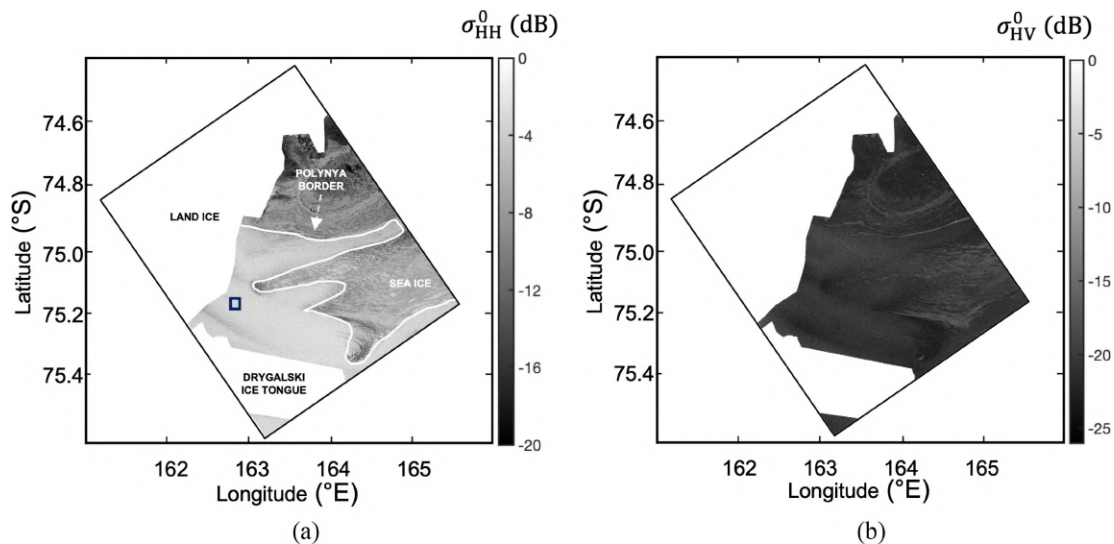 σ⁰HH (dB)
0
-4
-8
-12
-16
-20
74.6
74.8
75.0
75.2
75.4
Latitude (°S)
LAND ICE
POLYNYA
BORDER
SEA ICE
DRYGALSKI
ICE TONGUE
162
163
164
165
Longitude (°E)
(a)
σ⁰HV (dB)
0
-5
-10
-15
-20
-25
74.6
74.8
75.0
75.2
75.4
Latitude (°S)
162
163
164
165
Longitude (°E)
(b)